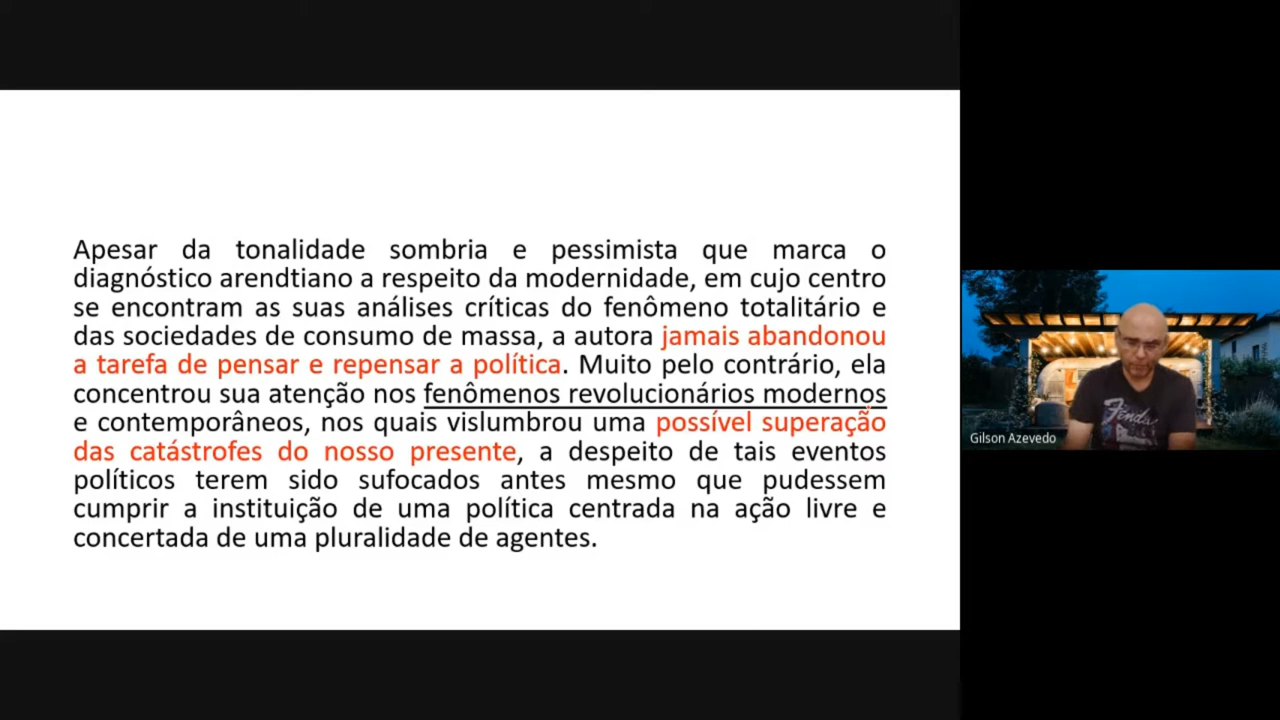 Apesar da tonalidade sombria e pessimista que marca o
diagnóstico arendtiano a respeito da modernidade, em cujo centro
se encontram as suas análises críticas do fenômeno totalitário e
das sociedades de consumo de massa, a autora jamais abandonou
a tarefa de pensar e repensar a política. Muito pelo contrário, ela
concentrou sua atenção nos fenômenos revolucionários modernos
e contemporâneos, nos quais vislumbrou uma possível superação
das catástrofes do nosso presente, a despeito de tais eventos
políticos terem sido sufocados antes mesmo que pudessem
cumprir a instituição de uma política centrada na ação livre e
concertada de uma pluralidade de agentes.
Fender
Gilson Azevedo